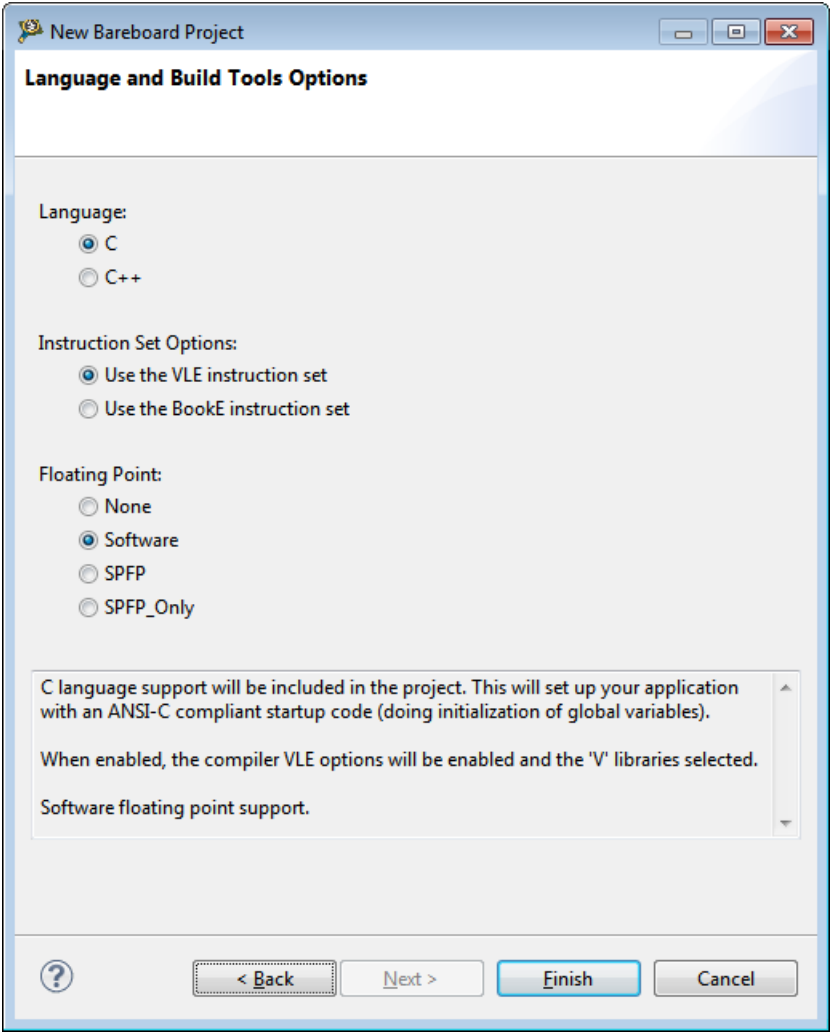 New Bareboard Project
Language and Build Tools Options
Language:
C
C++
Instruction Set Options:
Use the VLE instruction set
Use the BookE instruction set
Floating Point:
None
Software
SPFP
SPFP_Only
C language support will be included in the project. This will set up your application
with an ANSI-C compliant startup code (doing initialization of global variables).
When enabled, the compiler VLE options will be enabled and the 'V' libraries selected.
Software floating point support.
? < Back Next > Finish Cancel